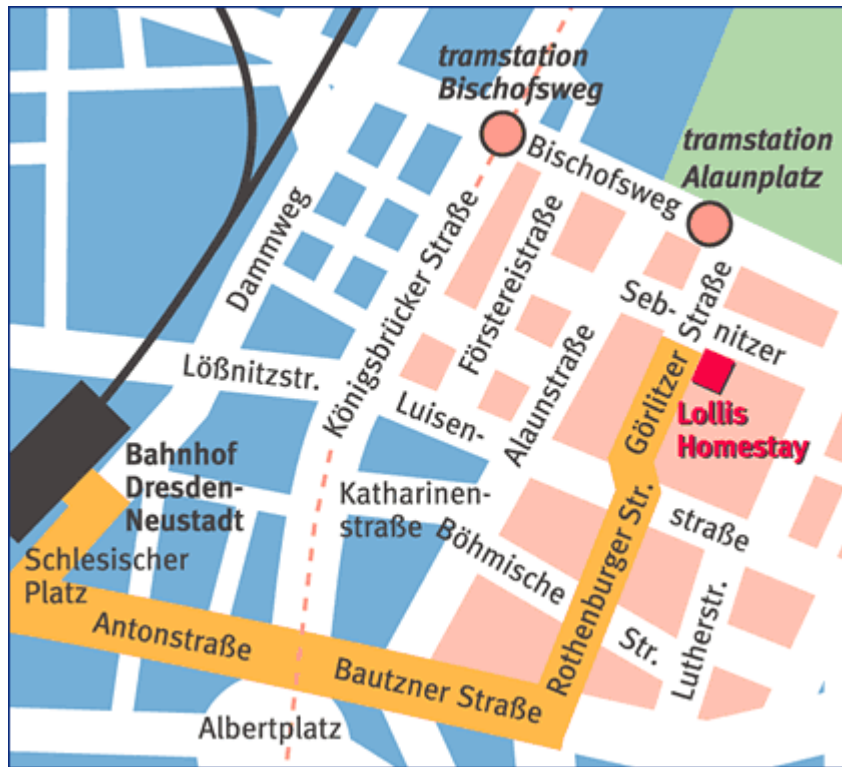 tramstation
Bischofsweg
tramstation
Alaunplatz
Bischofsweg
Dammweg
Königsbrücker Straße
Förstereistraße
Seb-
nitzer
Görlitzer Straße
Lößnitzstr.
Luisen-
straße
Alaunstraße
Lollis
Homestay
Bahnhof
Dresden-
Neustadt
Katharinen-
straße
Böhmische
Str.
Rothenburger Str.
Lutherstr.
Schlesischer
Platz
Antonstraße
Bautzner Straße
Albertplatz